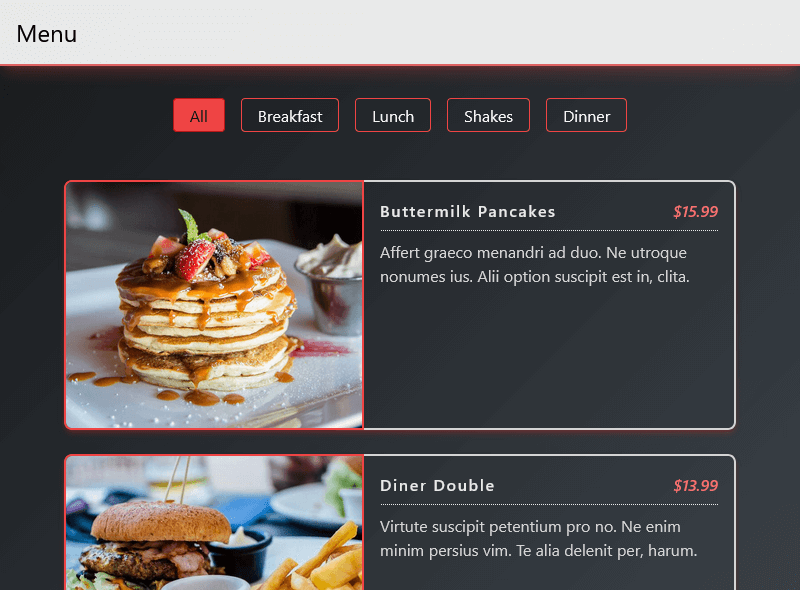 Menu
All
Breakfast
Lunch
Shakes
Dinner
Buttermilk Pancakes
$15.99
Affert graeco menandri ad duo. Ne utroque
nonumes ius. Alii option suscipit est in, clita.
Diner Double
$13.99
Virtute suscipit petentium pro no. Ne enim
minim persius vim. Te alia delenit per, harum.